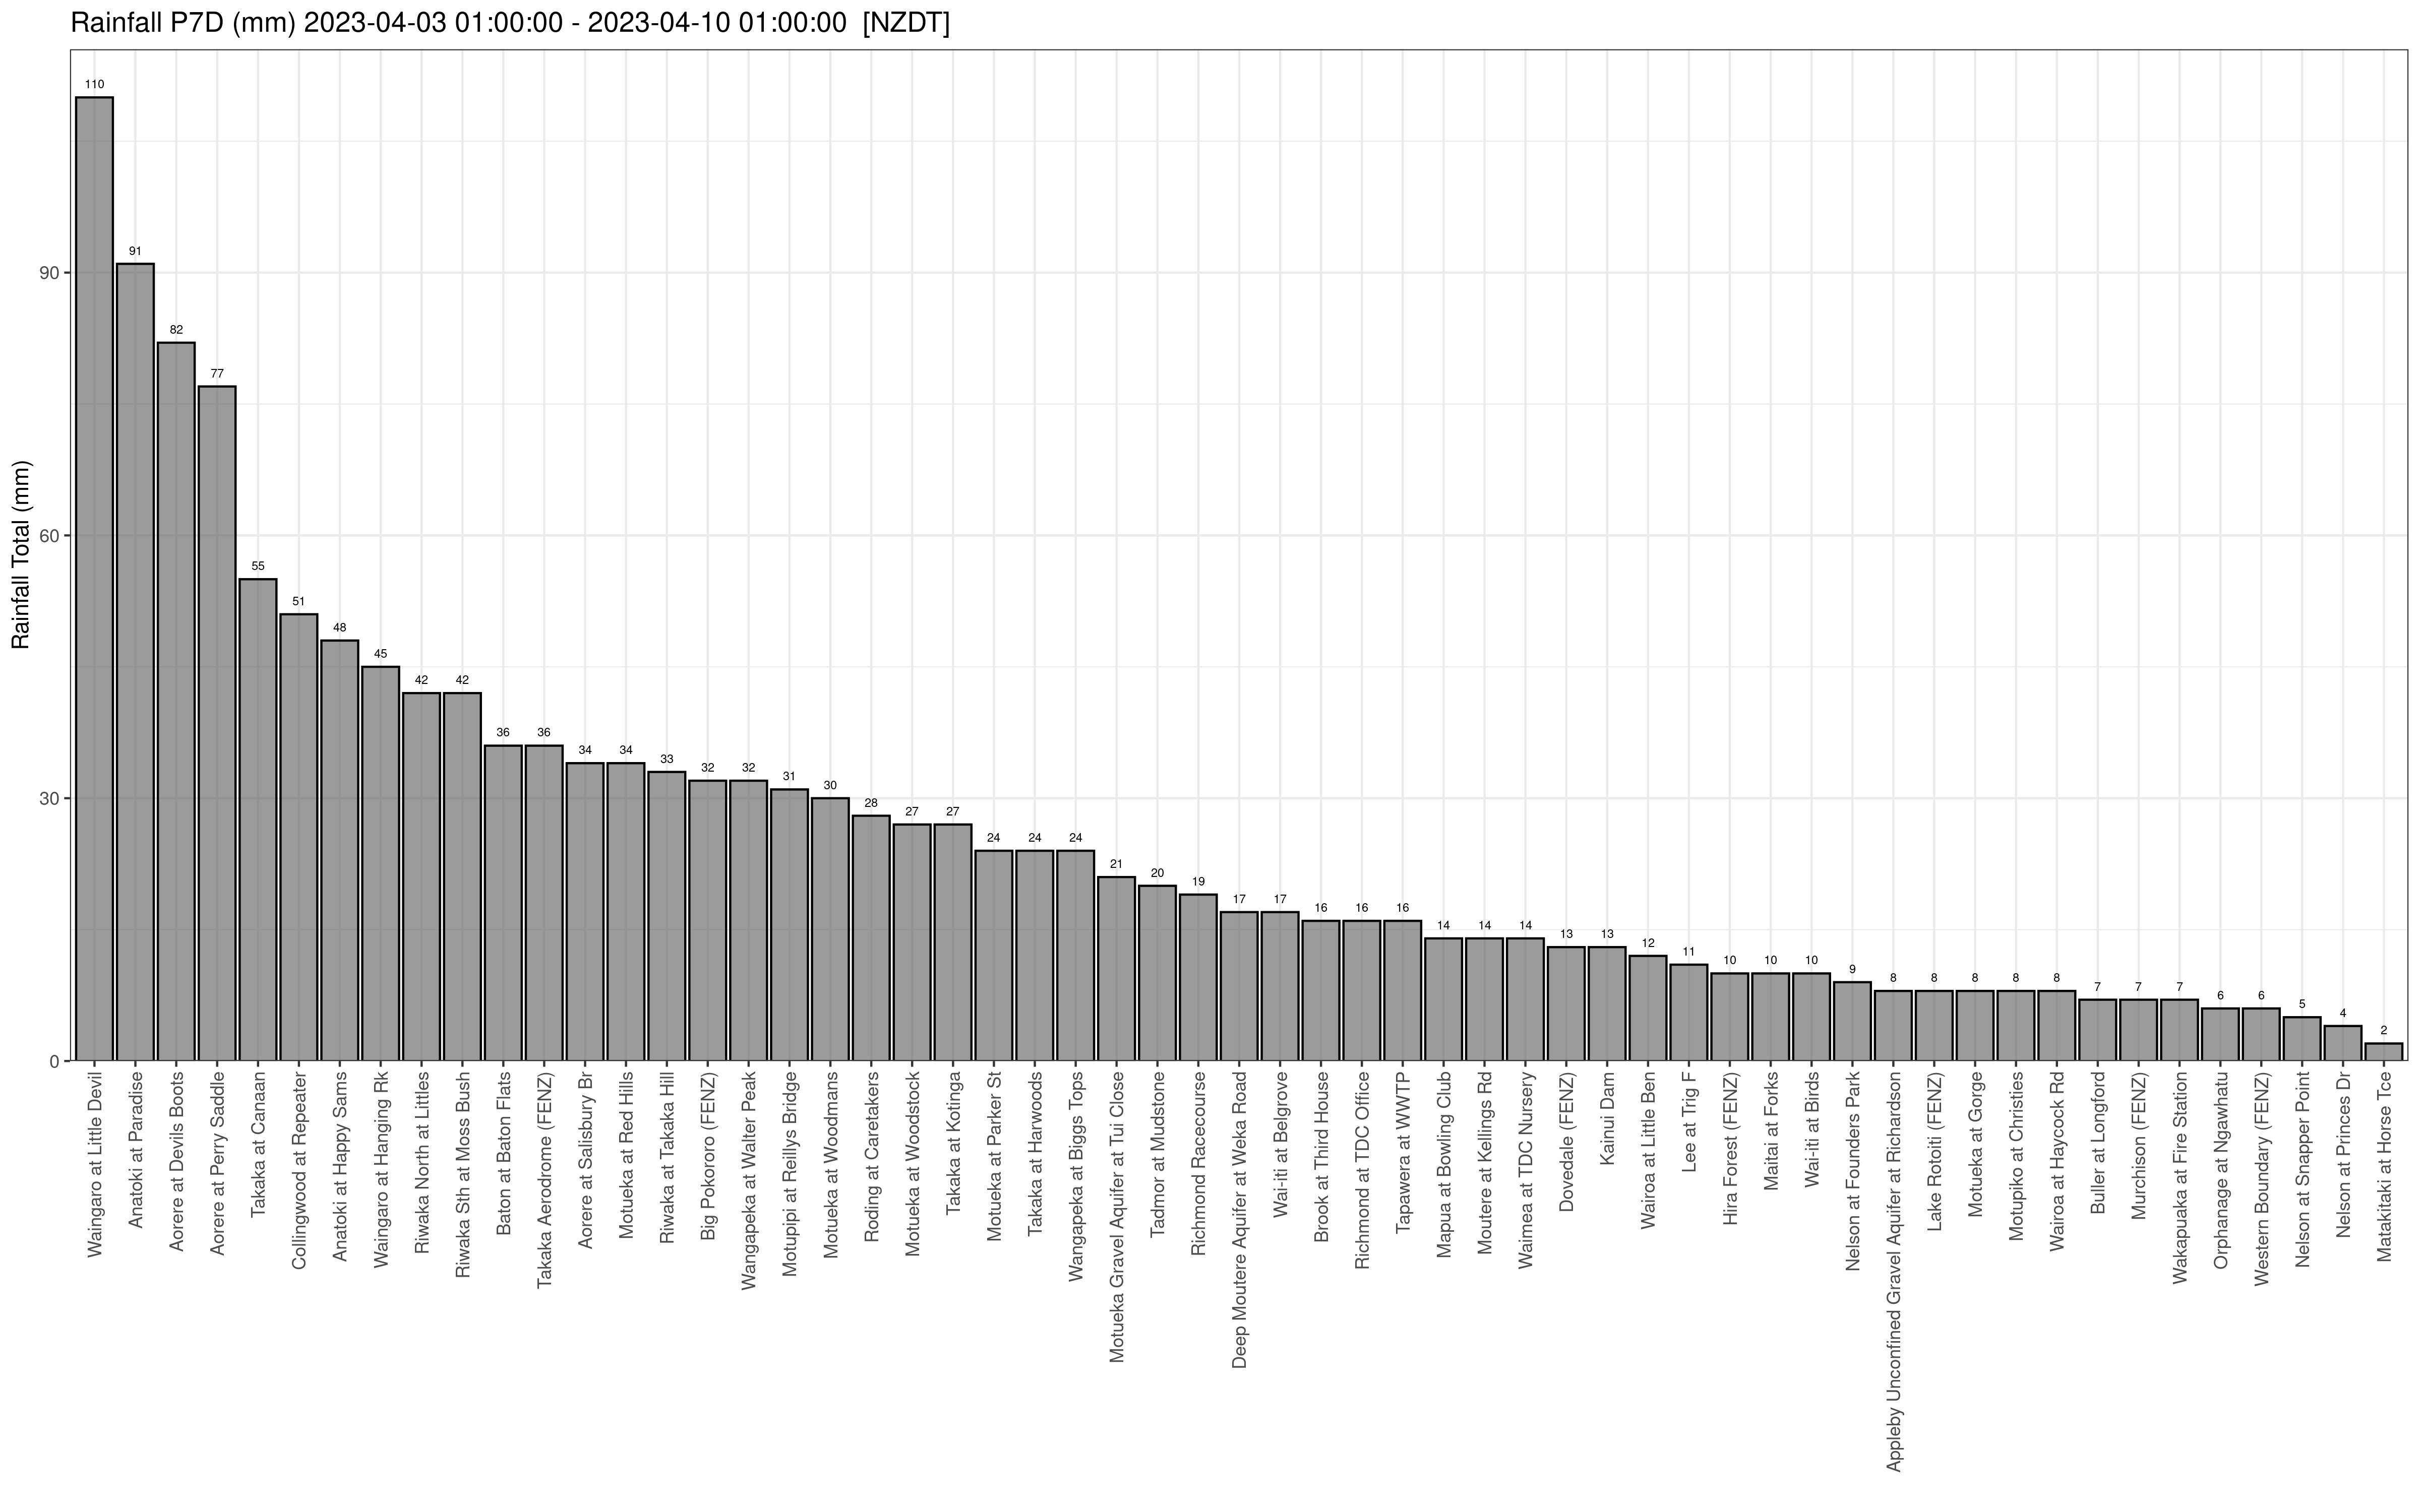 Rainfall P7D (mm) 2023-04-03 01:00:00 - 2023-04-10 01:00:00 [NZDT]
Rainfall Total (mm)
90
60
30
0
110
91
82
77
55
51
48
45
42
42
36
36
34
34
33
32
32
31
30
28
27
27
24
24
24
21
20
19
17
17
16
16
16
14
14
14
13
13
12
11
10
10
10
9
8
8
8
8
8
7
7
7
6
6
5
4
2
Waingaro at Little Devil
Anatoki at Paradise
Aorere at Devils Boots
Aorere at Perry Saddle
Takaka at Canaan
Collingwood at Repeater
Anatoki at Happy Sams
Waingaro at Hanging Rk
Riwaka North at Littles
Riwaka Sth at Moss Bush
Baton at Baton Flats
Takaka Aerodrome (FENZ)
Aorere at Salisbury Br
Motueka at Red Hills
Riwaka at Takaka Hill
Big Pokororo (FENZ)
Wangapeka at Walter Peak
Motupipi at Reillys Bridge
Motueka at Woodmans
Roding at Caretakers
Motueka at Woodstock
Takaka at Kotinga
Motueka at Parker St
Takaka at Harwoods
Wangapeka at Biggs Tops
Motueka Gravel Aquifer at Tui Close
Tadmor at Mudstone
Richmond Racecourse
Deep Moutere Aquifer at Weka Road
Wai-iti at Belgrove
Brook at Third House
Richmond at TDC Office
Tapawera at WWTP
Mapua at Bowling Club
Moutere at Kellings Rd
Waimea at TDC Nursery
Dovedale (FENZ)
Kainui Dam
Wairoa at Little Ben
Lee at Trig F
Hira Forest (FENZ)
Maitai at Forks
Wai-iti at Birds
Nelson at Founders Park
Appleby Unconfined Gravel Aquifer at Richardson
Lake Rotoiti (FENZ)
Motueka at Gorge
Motupiko at Christies
Wairoa at Haycock Rd
Buller at Longford
Murchison (FENZ)
Wakapuaka at Fire Station
Orphanage at Ngawhatu
Western Boundary (FENZ)
Nelson at Snapper Point
Nelson at Princes Dr
Matakitaki at Horse Tce